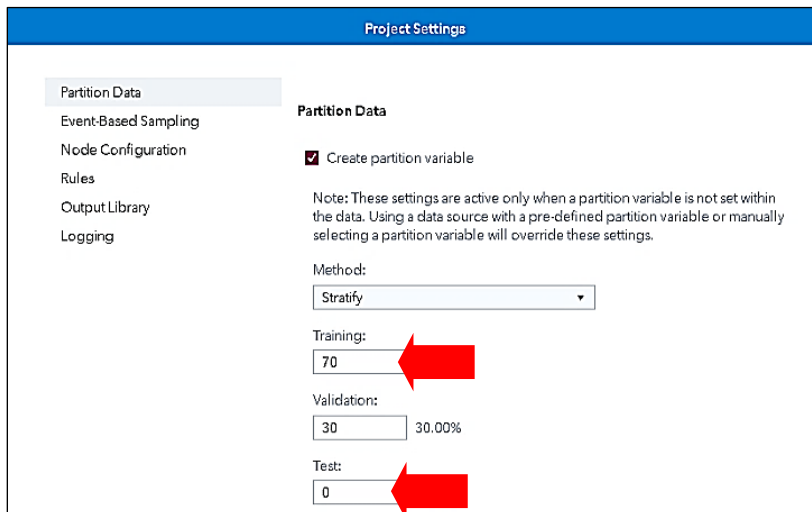 Project Settings
Partition Data
Event-Based Sampling
Node Configuration
Rules
Output Library
Logging
Partition Data
Create partition variable
Note: These settings are active only when a partition variable is not set within
the data. Using a data source with a pre-defined partition variable or manually
selecting a partition variable will override these settings.
Method:
Stratify
Training:
70
Validation:
30 30.00%
Test:
0